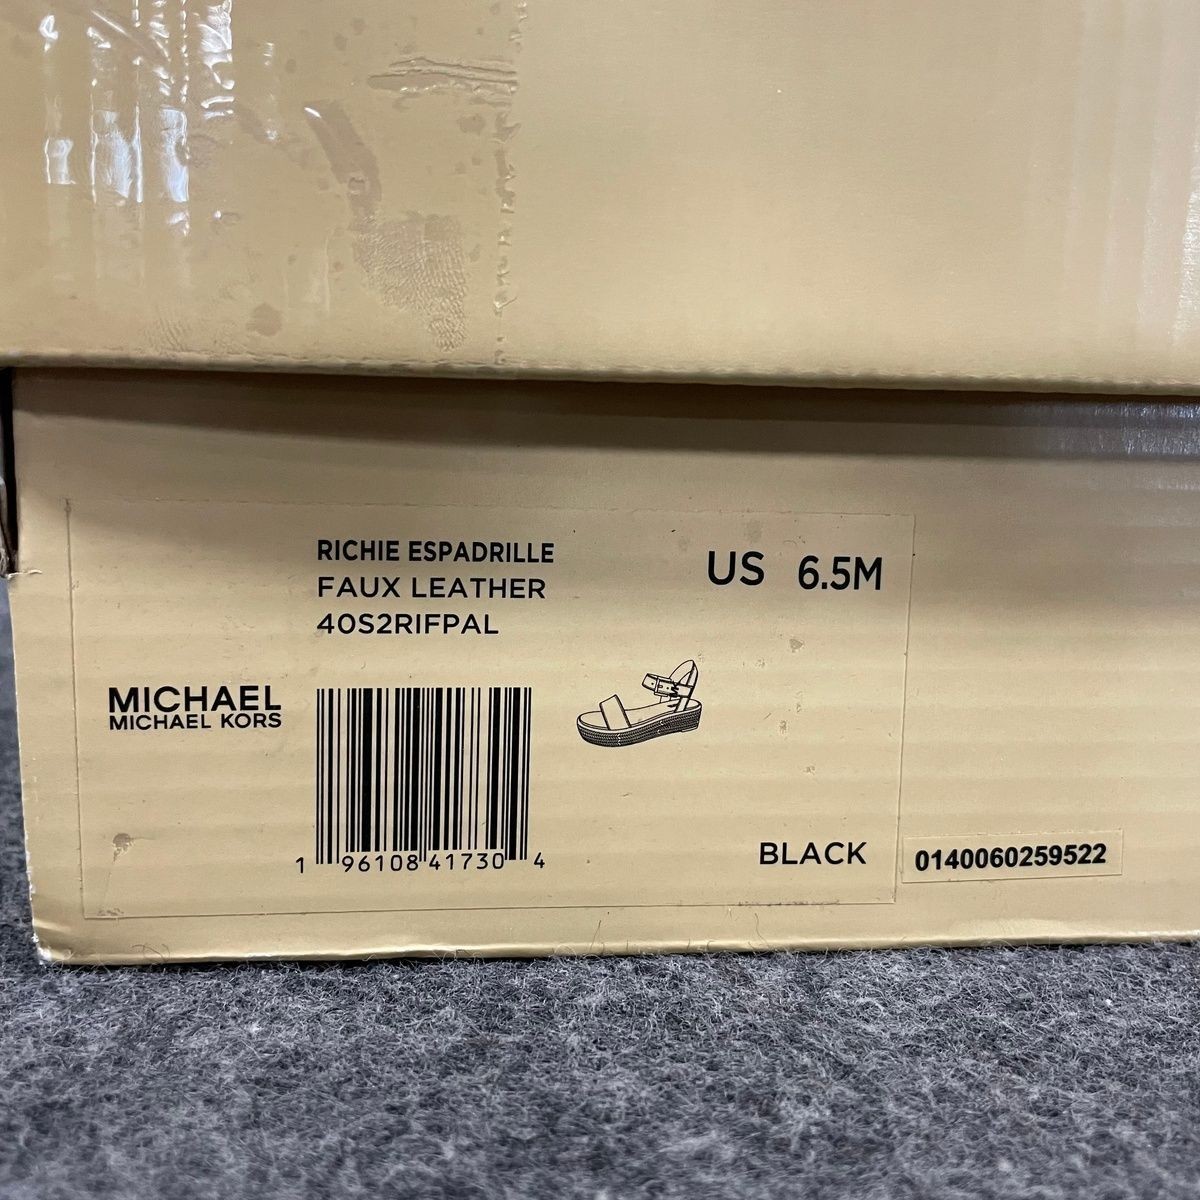 RICHIE ESPADRILLE
FAUX LEATHER
40S2RIFPAL
US 6.5M
MICHAEL
MICHAEL KORS
1 96108 41730 4
BLACK
0140060259522